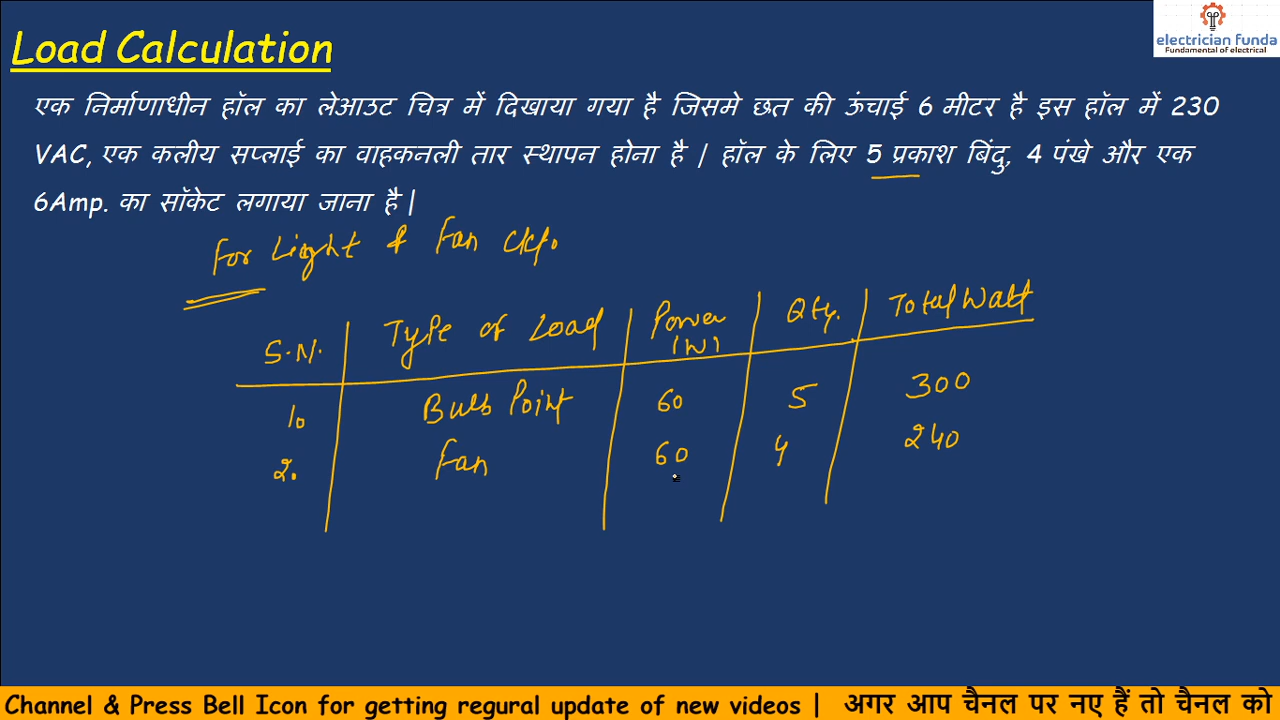 Load Calculation
electrician funda
Fundamental of electrical
एक निर्माणाधीन हॉल का लेआउट चित्र में दिखाया गया है जिसमे छत की ऊंचाई 6 मीटर है इस हॉल में 230
VAC, एक कलीय सप्लाई का वाहकनली तार स्थापन होना है | हॉल के लिए 5 प्रकाश बिंदु, 4 पंखे और एक
6Amp. का सॉकेट लगाया जाना है|
For Light & Fan Ckt.
S.N. Type of Load Power (W) Qty. Total Watt
1. Bulb Point 60 5 300
2. Fan 60 4 240
Channel & Press Bell Icon for getting regural update of new videos | अगर आप चैनल पर नए हैं तो चैनल को